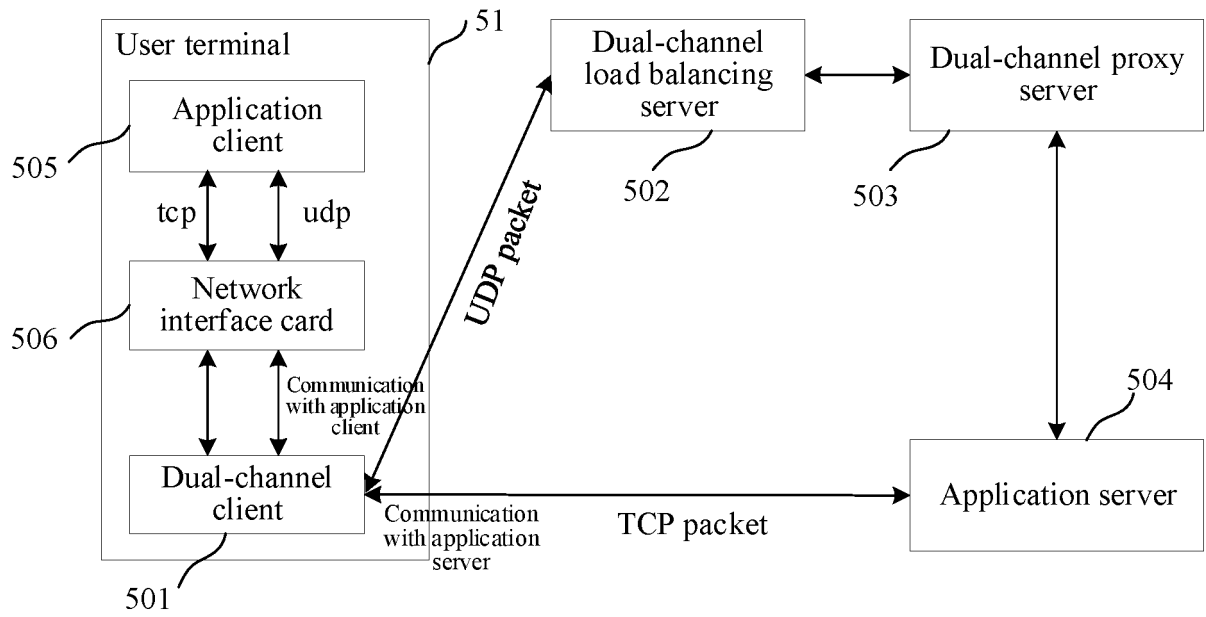 User terminal
51
Application
client
505
tcp
udp
Network
interface card
506
Communication
with application
client
Dual-channel
client
501
UDP packet
Dual-channel
load balancing
server
502
Dual-channel proxy
server
503
504
Application server
TCP packet
Communication
with application
server